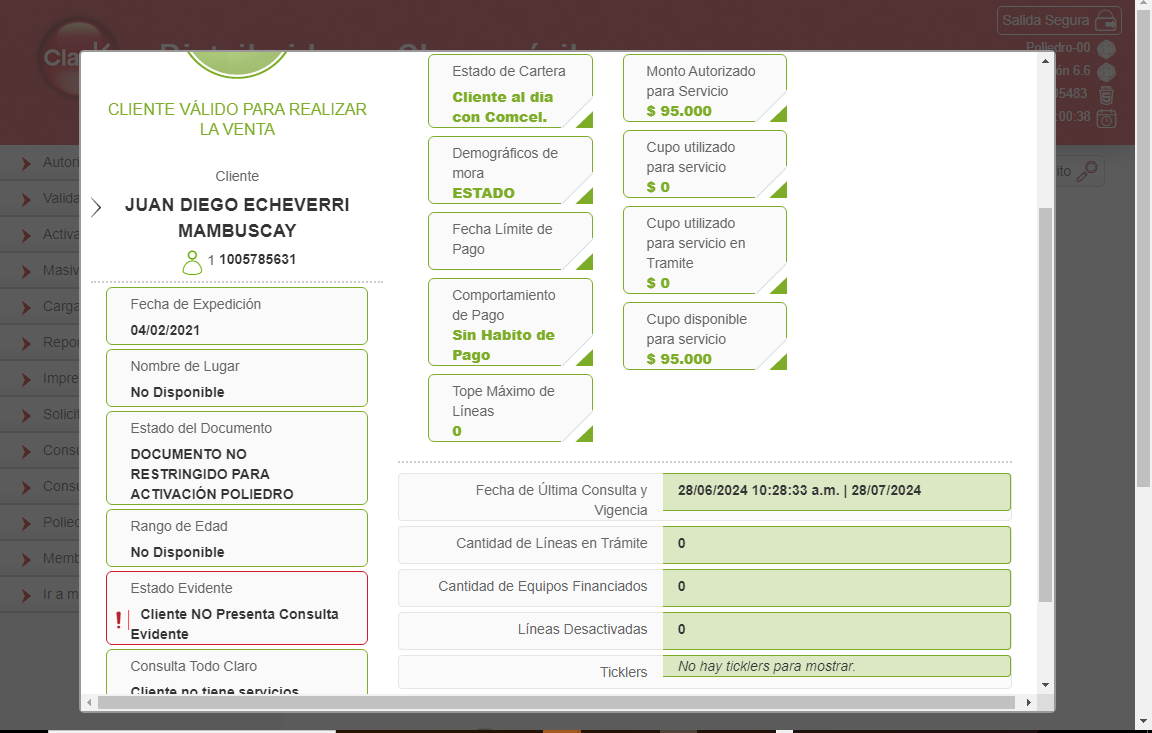 Salida Segura
Poliedro-00
ón 6.6
5483
:00:38
CLIENTE VÁLIDO PARA REALIZAR
LA VENTA
Cliente
JUAN DIEGO ECHEVERRI
MAMBUSCAY
1 1005785631
Fecha de Expedición
04/02/2021
Nombre de Lugar
No Disponible
Estado del Documento
DOCUMENTO NO
RESTRINGIDO PARA
ACTIVACIÓN POLIEDRO
Rango de Edad
No Disponible
Estado Evidente
! Cliente NO Presenta Consulta
Evidente
Consulta Todo Claro
Cliente no tiene servicios
Estado de Cartera
Cliente al dia
con Comcel.
Demográficos de
mora
ESTADO
Fecha Límite de
Pago
Comportamiento
de Pago
Sin Habito de
Pago
Tope Máximo de
Líneas
0
Monto Autorizado
para Servicio
$ 95.000
Cupo utilizado
para servicio
$ 0
Cupo utilizado
para servicio en
Tramite
$ 0
Cupo disponible
para servicio
$ 95.000
Fecha de Última Consulta y
Vigencia
28/06/2024 10:28:33 a.m. | 28/07/2024
Cantidad de Líneas en Trámite
0
Cantidad de Equipos Financiados
0
Líneas Desactivadas
0
Ticklers
No hay ticklers para mostrar.
Autori
Valida
Activa
Masiv
Carga
Repor
Impre
Solicit
Consu
Consu
Polied
Memb
Ir a m
ito